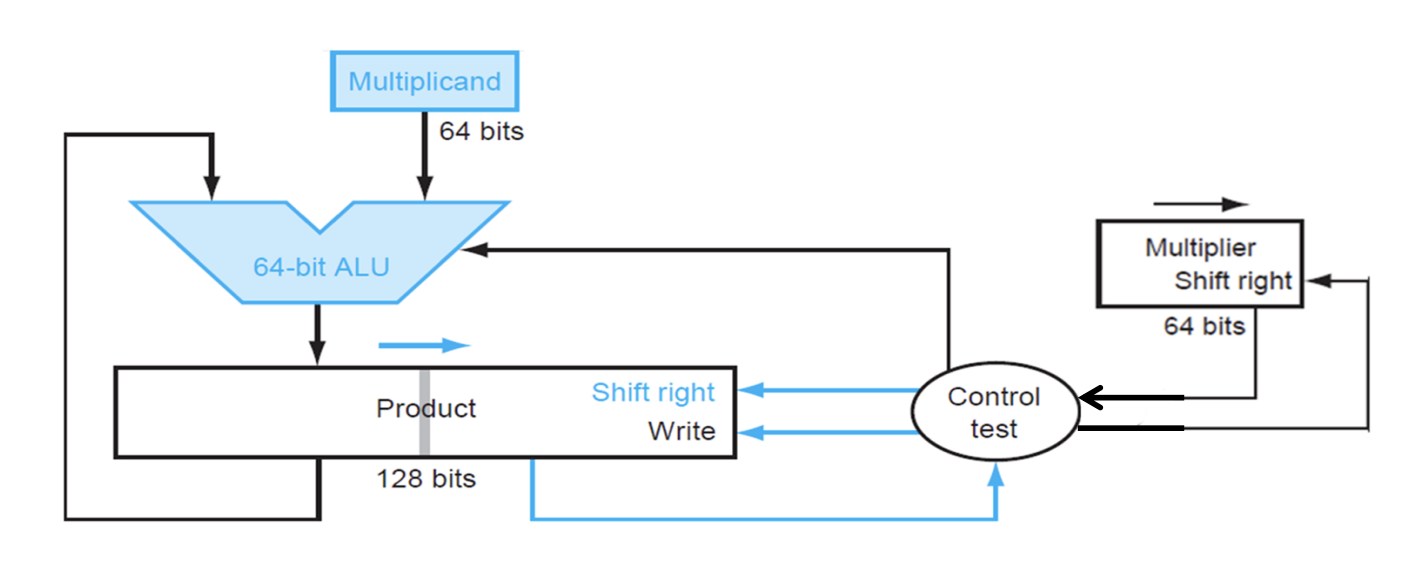 Multiplicand
64 bits
64-bit ALU
Multiplier
Shift right
64 bits
Product
Shift right
Write
128 bits
Control
test